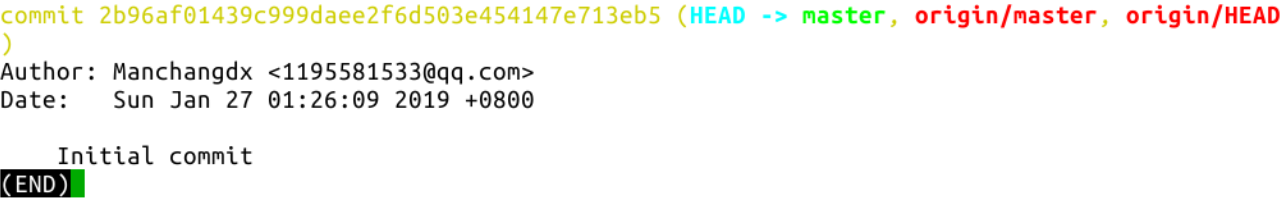 commit 2b96af01439c999daee2f6d503e454147e713eb5 (HEAD -> master, origin/master, origin/HEAD
)
Author: Manchangdx <1195581533@qq.com>
Date:   Sun Jan 27 01:26:09 2019 +0800
    Initial commit
(END)